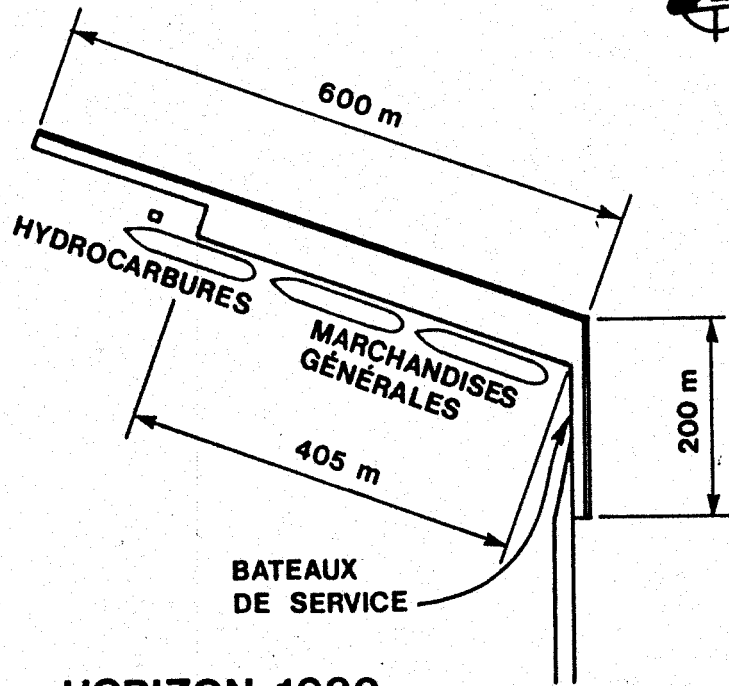 600 m
HYDROCARBURES
MARCHANDISES
GÉNÉRALES
200 m
405 m
BATEAUX
DE SERVICE